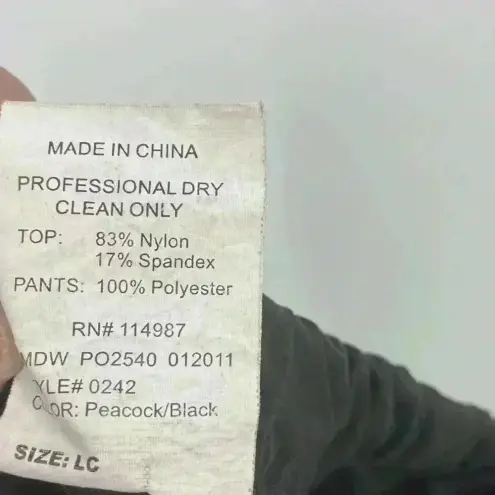 MADE IN CHINA
PROFESSIONAL DRY
CLEAN ONLY
TOP: 83% Nylon
17% Spandex
PANTS: 100% Polyester
RN# 114987
MDW PO2540 012011
YLE# 0242
COLOR: Peacock/Black
SIZE: LC